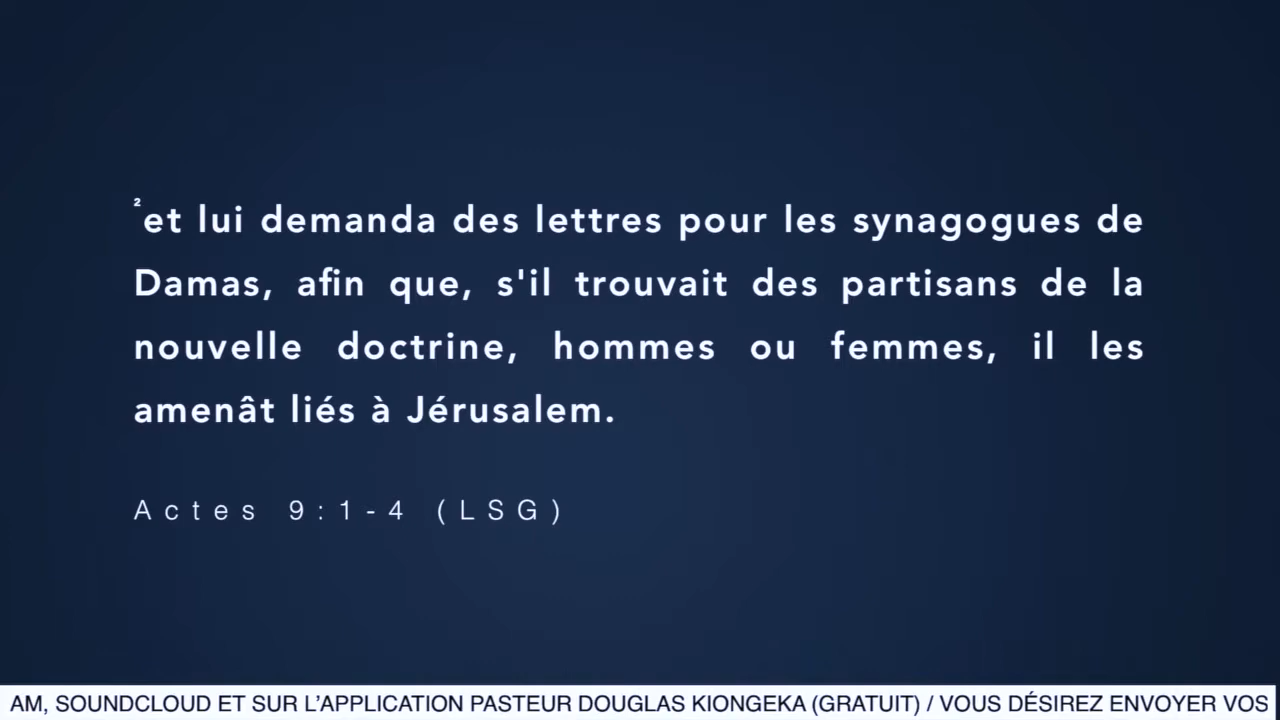 ²et lui demanda des lettres pour les synagogues de
Damas, afin que, s'il trouvait des partisans de la
nouvelle doctrine, hommes ou femmes, il les
amenât liés à Jérusalem.
Actes 9:1-4 (LSG)
AM, SOUNDCLOUD ET SUR L’APPLICATION PASTEUR DOUGLAS KIONGEKA (GRATUIT) / VOUS DÉSIREZ ENVOYER VOS